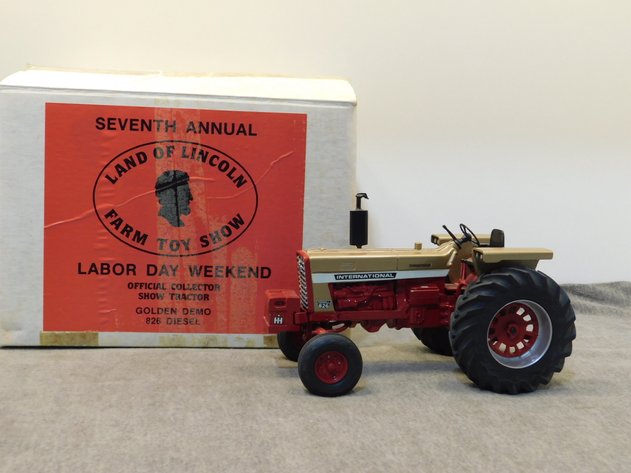 SEVENTH ANNUAL
LAND OF LINCOLN
FARM TOY SHOW
LABOR DAY WEEKEND
OFFICIAL COLLECTOR
SHOW TRACTOR
GOLDEN DEMO
826 DIESEL
INTERNATIONAL
IH